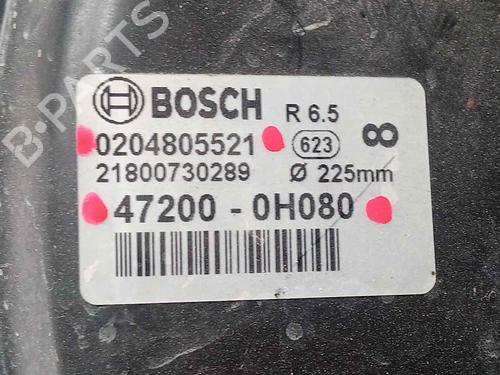 B-PARTS
BOSCH R 6.5
0204805521 623 8
21800730289 Ø 225mm
47200 - 0H080